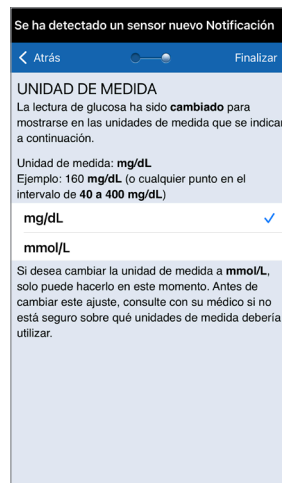 Se ha detectado un sensor nuevo Notificación
Atrás
Finalizar
UNIDAD DE MEDIDA
La lectura de glucosa ha sido cambiado para
mostrarse en las unidades de medida que se indican
a continuación.
Unidad de medida: mg/dL
Ejemplo: 160 mg/dL (o cualquier punto en el
intervalo de 40 a 400 mg/dL)
mg/dL
mmol/L
Si desea cambiar la unidad de medida a mmol/L,
solo puede hacerlo en este momento. Antes de
cambiar este ajuste, consulte con su médico si no
está seguro sobre qué unidades de medida debería
utilizar.